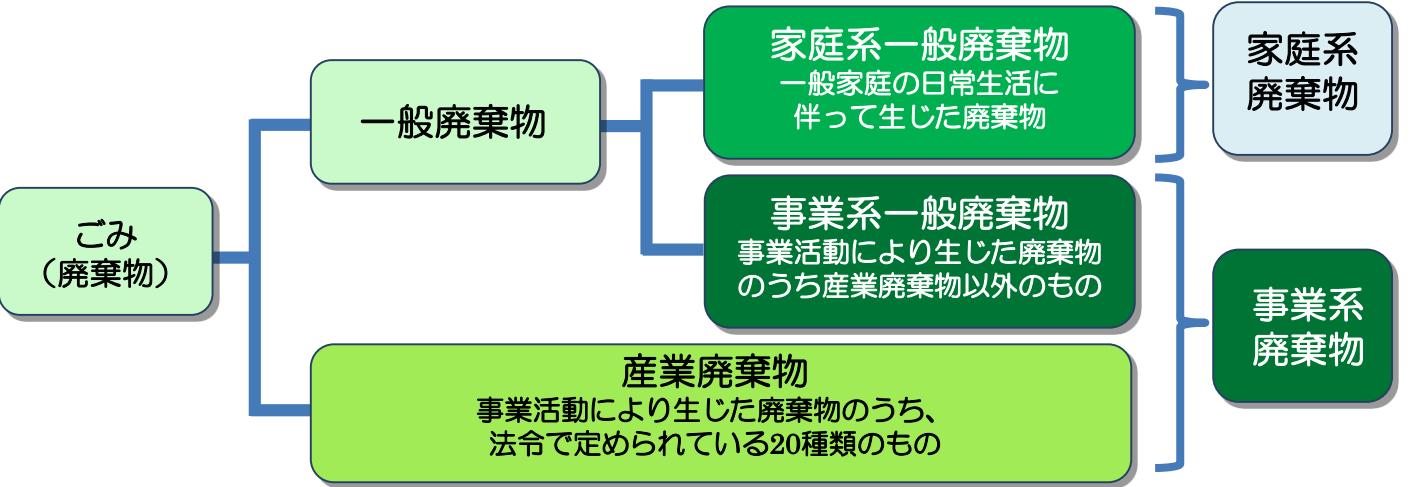 ごみ
（廃棄物）
一般廃棄物
家庭系一般廃棄物
一般家庭の日常生活に
伴って生じた廃棄物
事業系一般廃棄物
事業活動により生じた廃棄物
のうち産業廃棄物以外のもの
産業廃棄物
事業活動により生じた廃棄物のうち、
法令で定められている20種類のもの
家庭系
廃棄物
事業系
廃棄物